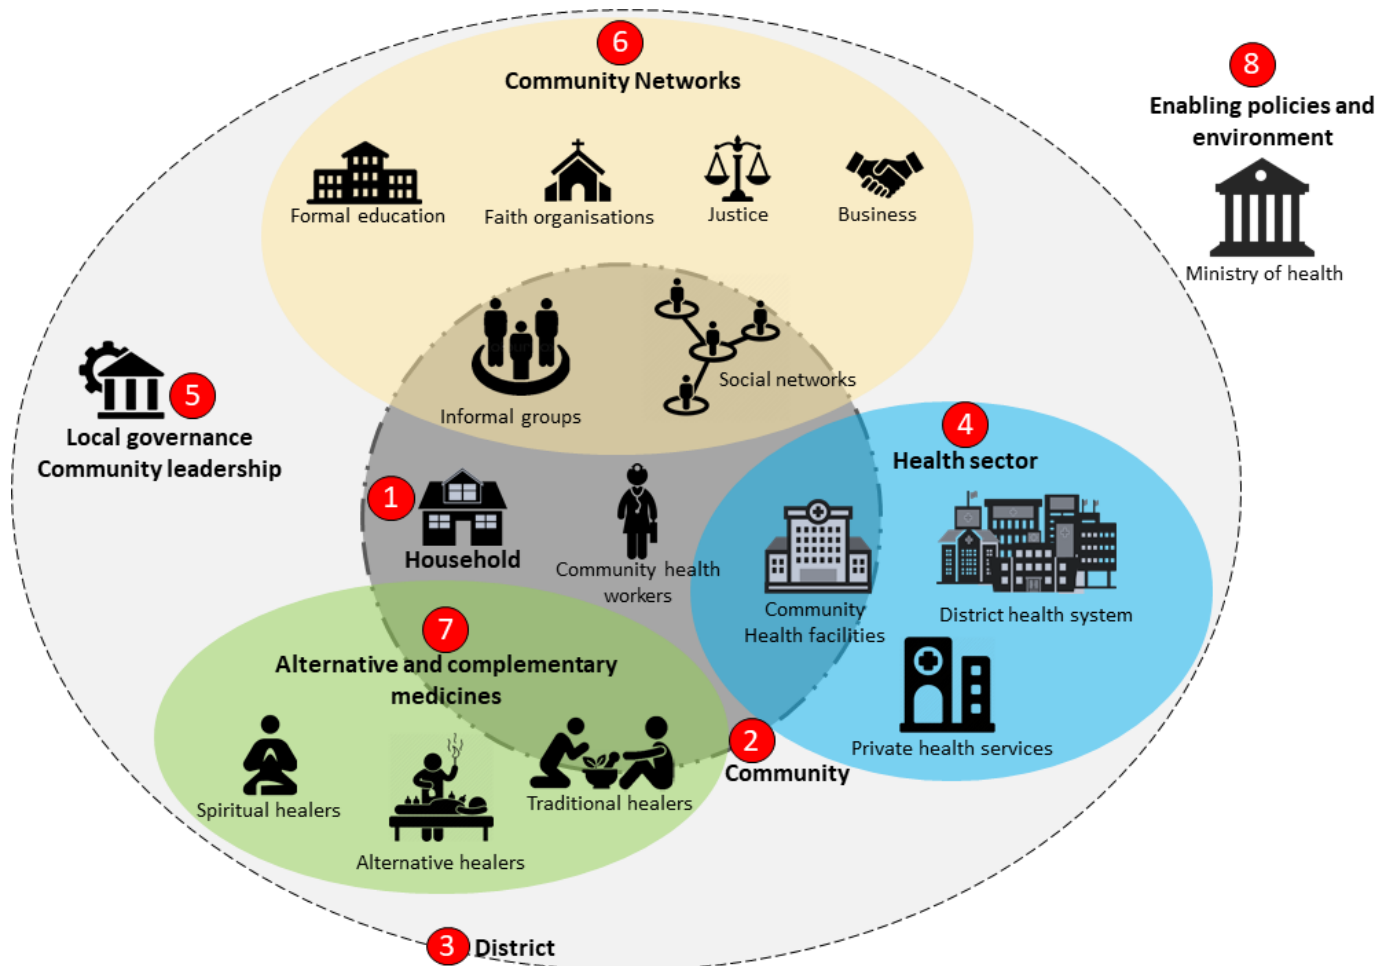 6
Community Networks
8
Enabling policies and
environment
Formal education
Faith organisations
Justice
Business
Ministry of health
Informal groups
Social networks
5
Local governance
Community leadership
4
Health sector
1
Household
Community health
workers
Community
Health facilities
District health system
Private health services
7
Alternative and complementary
medicines
Spiritual healers
Alternative healers
Traditional healers
2
Community
3
District